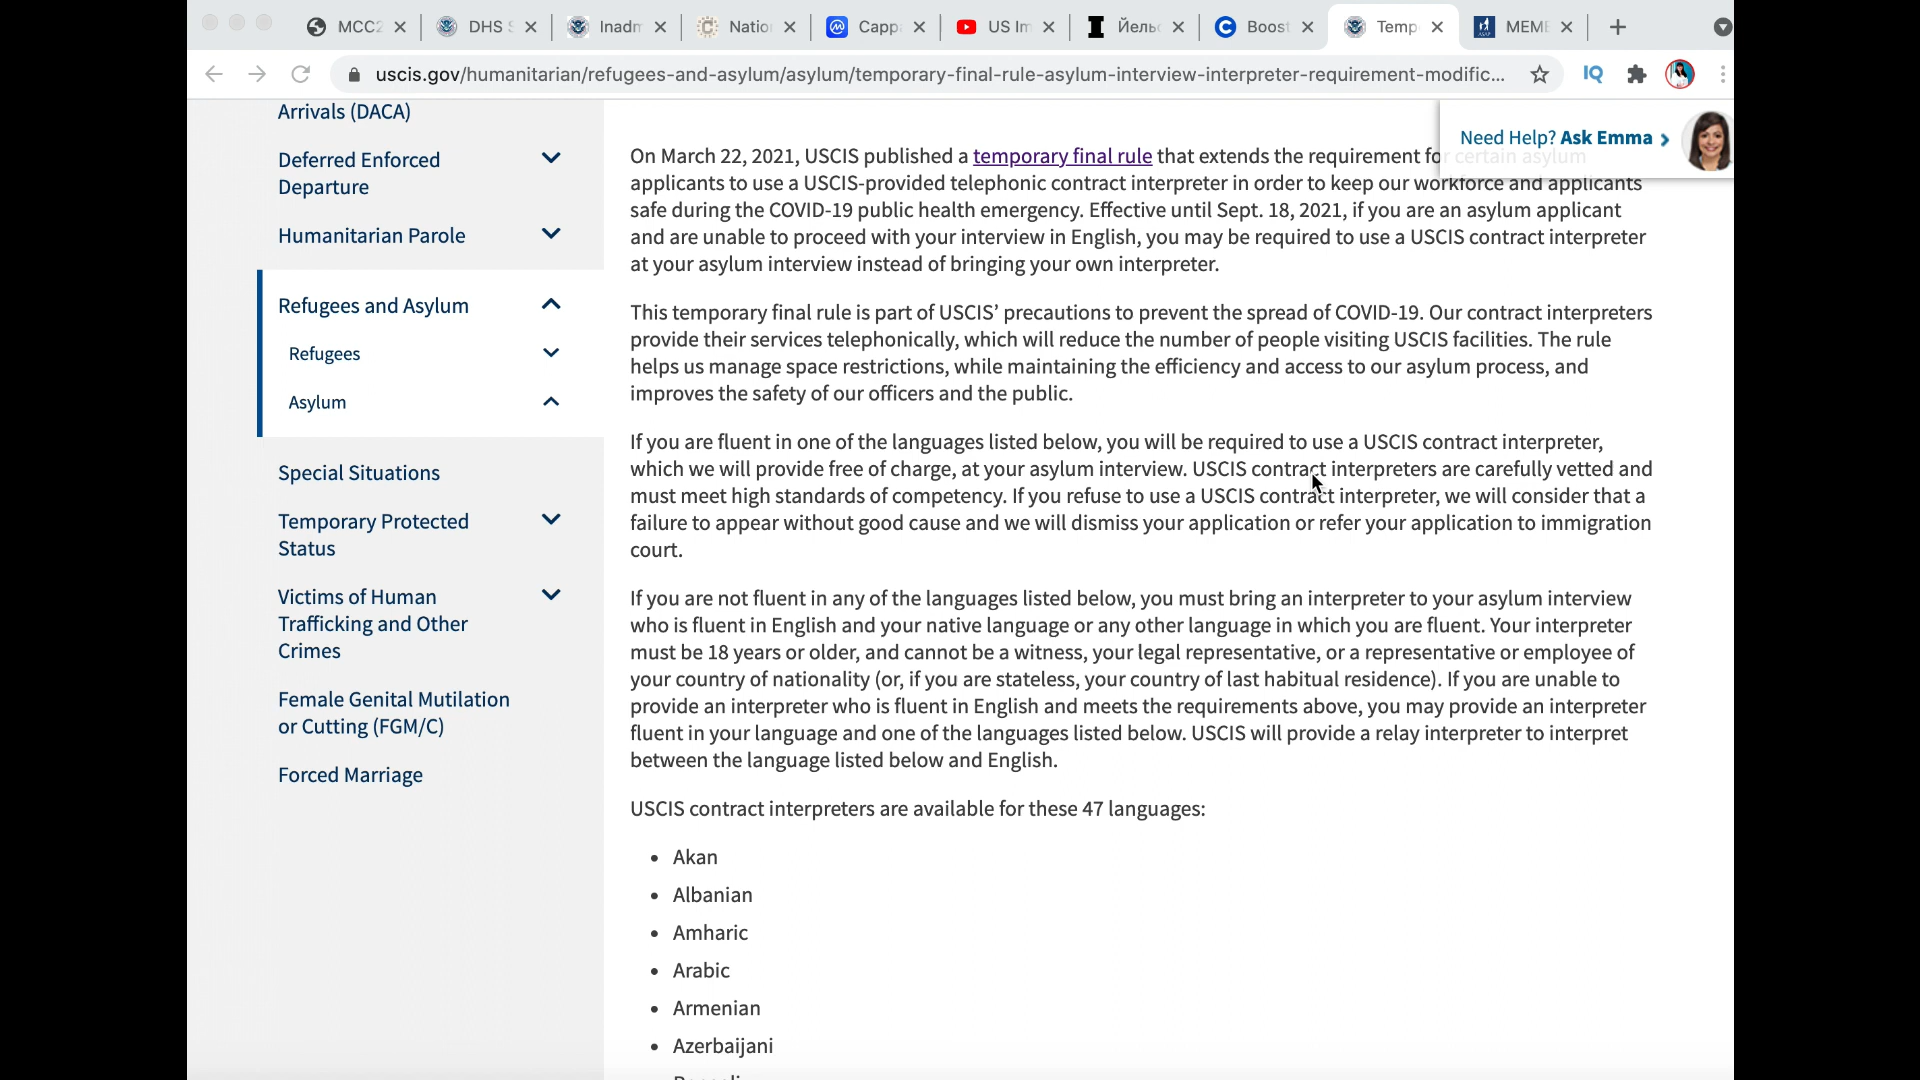 MCC2
DHS S
Inadm
Natio
Cappa
US Im
Йельс
Boost
Temp
MEME
uscis.gov/humanitarian/refugees-and-asylum/asylum/temporary-final-rule-asylum-interview-interpreter-requirement-modific...
IQ
Need Help? Ask Emma
Arrivals (DACA)
Deferred Enforced
Departure
Humanitarian Parole
Refugees and Asylum
Refugees
Asylum
Special Situations
Temporary Protected
Status
Victims of Human
Trafficking and Other
Crimes
Female Genital Mutilation
or Cutting (FGM/C)
Forced Marriage
On March 22, 2021, USCIS published a temporary final rule that extends the requirement for certain asylum
applicants to use a USCIS-provided telephonic contract interpreter in order to keep our workforce and applicants
safe during the COVID-19 public health emergency. Effective until Sept. 18, 2021, if you are an asylum applicant
and are unable to proceed with your interview in English, you may be required to use a USCIS contract interpreter
at your asylum interview instead of bringing your own interpreter.
This temporary final rule is part of USCIS’ precautions to prevent the spread of COVID-19. Our contract interpreters
provide their services telephonically, which will reduce the number of people visiting USCIS facilities. The rule
helps us manage space restrictions, while maintaining the efficiency and access to our asylum process, and
improves the safety of our officers and the public.
If you are fluent in one of the languages listed below, you will be required to use a USCIS contract interpreter,
which we will provide free of charge, at your asylum interview. USCIS contract interpreters are carefully vetted and
must meet high standards of competency. If you refuse to use a USCIS contract interpreter, we will consider that a
failure to appear without good cause and we will dismiss your application or refer your application to immigration
court.
If you are not fluent in any of the languages listed below, you must bring an interpreter to your asylum interview
who is fluent in English and your native language or any other language in which you are fluent. Your interpreter
must be 18 years or older, and cannot be a witness, your legal representative, or a representative or employee of
your country of nationality (or, if you are stateless, your country of last habitual residence). If you are unable to
provide an interpreter who is fluent in English and meets the requirements above, you may provide an interpreter
fluent in your language and one of the languages listed below. USCIS will provide a relay interpreter to interpret
between the language listed below and English.
USCIS contract interpreters are available for these 47 languages:
• Akan
• Albanian
• Amharic
• Arabic
• Armenian
• Azerbaijani